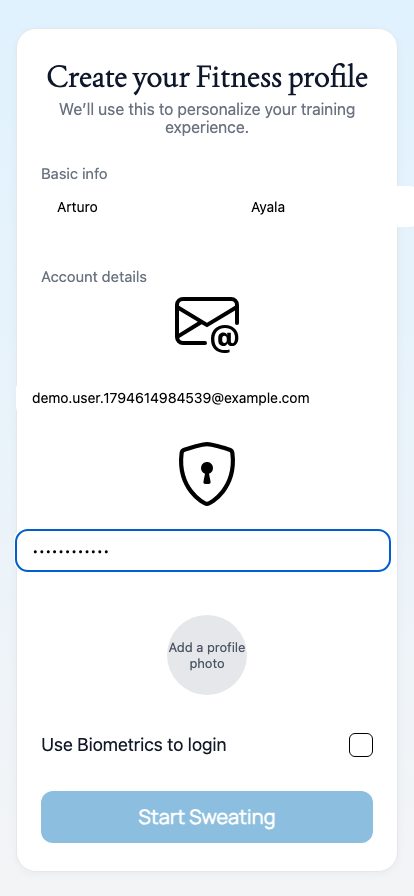 Create your Fitness profile
We’ll use this to personalize your training
experience.
Basic info
Arturo Ayala
Account details
@
demo.user.1794614984539@example.com
••••••••••••
Add a profile
photo
Use Biometrics to login
Start Sweating